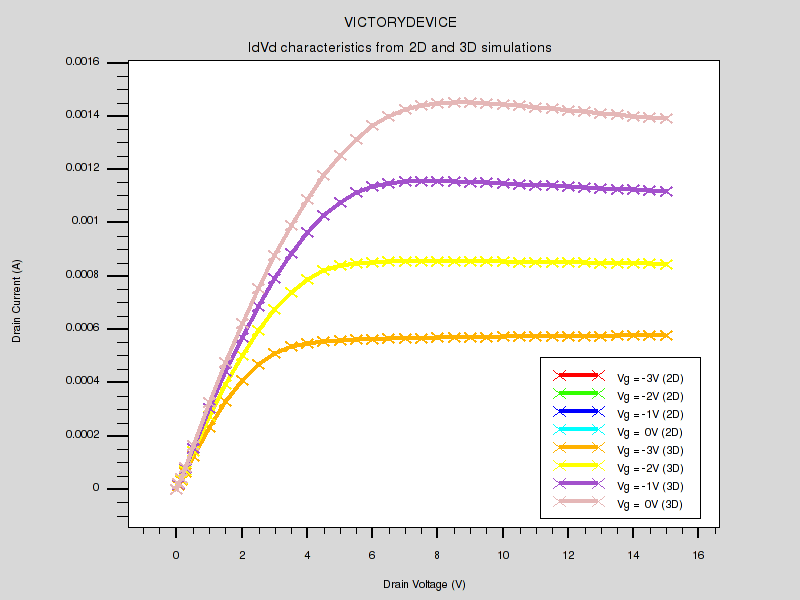 VICTORYDEVICE
IdVd characteristics from 2D and 3D simulations
0.0016
0.0014
0.0012
0.001
0.0008
0.0006
0.0004
0.0002
0
Drain Current (A)
Vg = -3V (2D)
Vg = -2V (2D)
Vg = -1V (2D)
Vg = 0V (2D)
Vg = -3V (3D)
Vg = -2V (3D)
Vg = -1V (3D)
Vg = 0V (3D)
0 2 4 6 8 10 12 14 16
Drain Voltage (V)